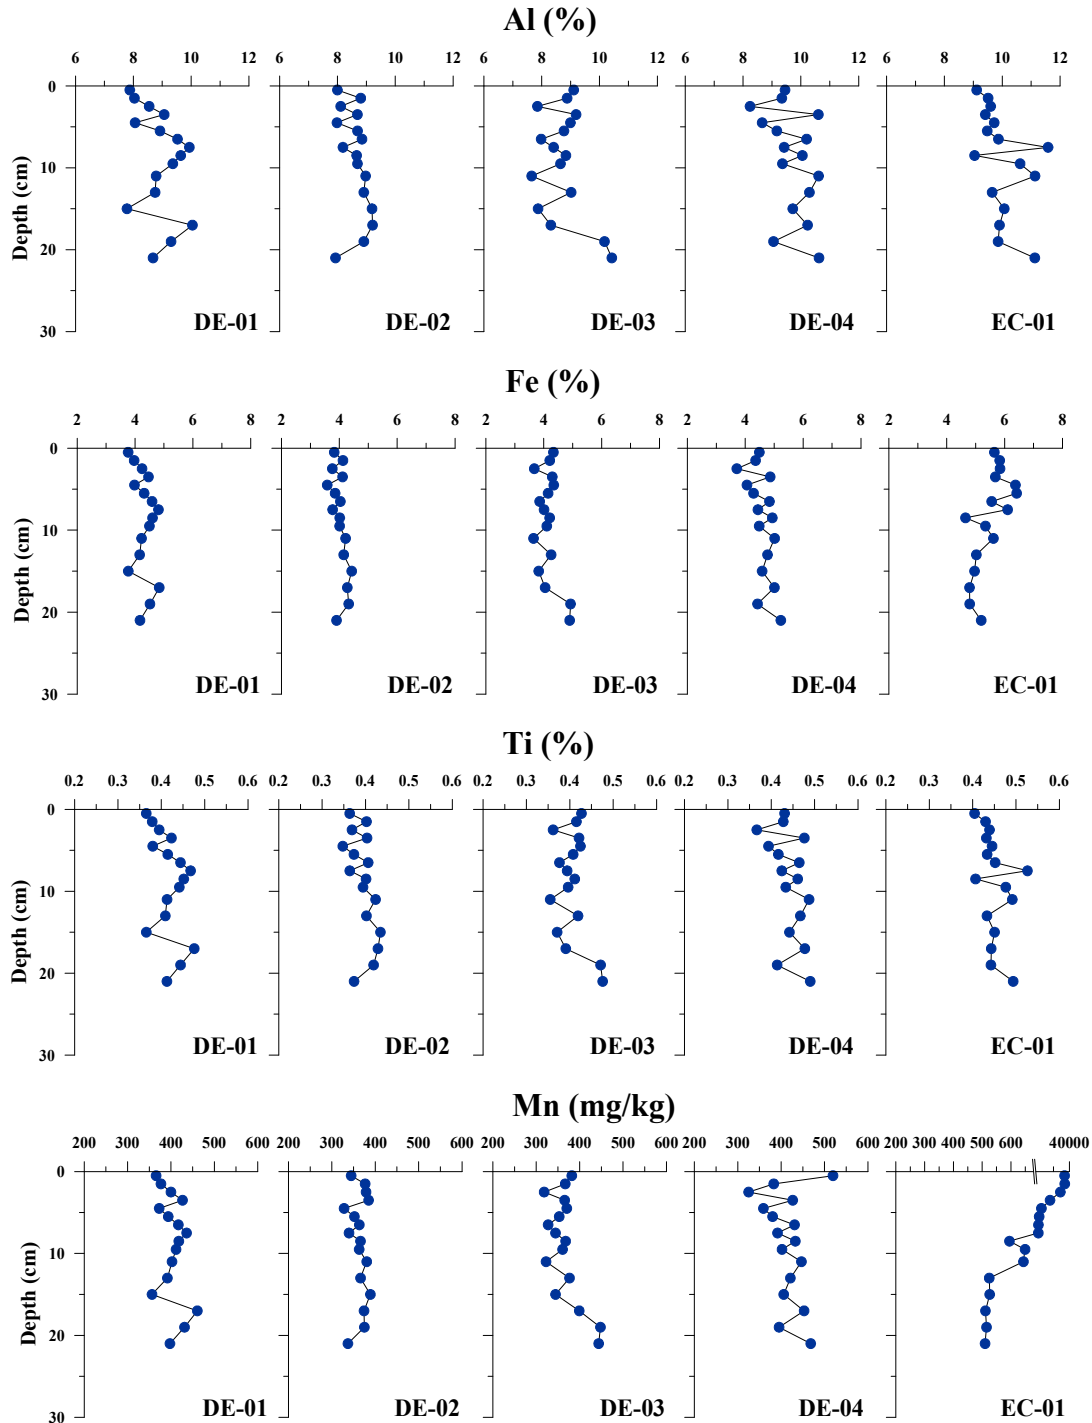 Al (%)
6 8 10 12 6 8 10 12 6 8 10 12 6 8 10 12 6 8 10 12
0
10
20
30
Depth (cm)
DE-01 DE-02 DE-03 DE-04 EC-01
Fe (%)
2 4 6 8 2 4 6 8 2 4 6 8 2 4 6 8 2 4 6 8
0
10
20
30
Depth (cm)
DE-01 DE-02 DE-03 DE-04 EC-01
Ti (%)
0.2 0.3 0.4 0.5 0.6 0.2 0.3 0.4 0.5 0.6 0.2 0.3 0.4 0.5 0.6 0.2 0.3 0.4 0.5 0.6 0.2 0.3 0.4 0.5 0.6
0
10
20
30
Depth (cm)
DE-01 DE-02 DE-03 DE-04 EC-01
Mn (mg/kg)
200 300 400 500 600 200 300 400 500 600 200 300 400 500 600 200 300 400 500 600 200 300 400 500 600 40000
0
10
20
30
Depth (cm)
DE-01 DE-02 DE-03 DE-04 EC-01